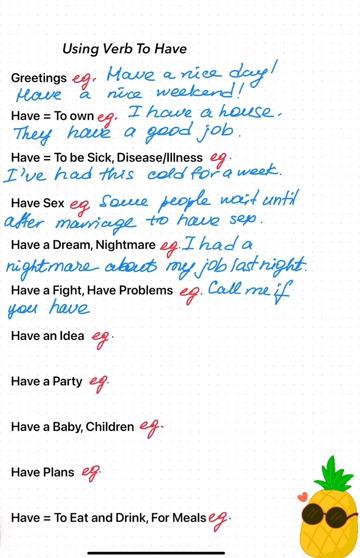 Using Verb To Have
Greetings eg. Have a nice day!
Have a nice weekend!
Have = To own eg. I have a house.
They have a good job.
Have = To be Sick, Disease/Illness eg.
I've had this cold for a week.
Have Sex eg Some people wait until
after marriage to have sex.
Have a Dream, Nightmare eg. I had a
nightmare about my job last night.
Have a Fight, Have Problems eg. Call me if
you have
Have an Idea eg.
Have a Party eg.
Have a Baby, Children eg.
Have Plans eg.
Have = To Eat and Drink, For Meals eg.